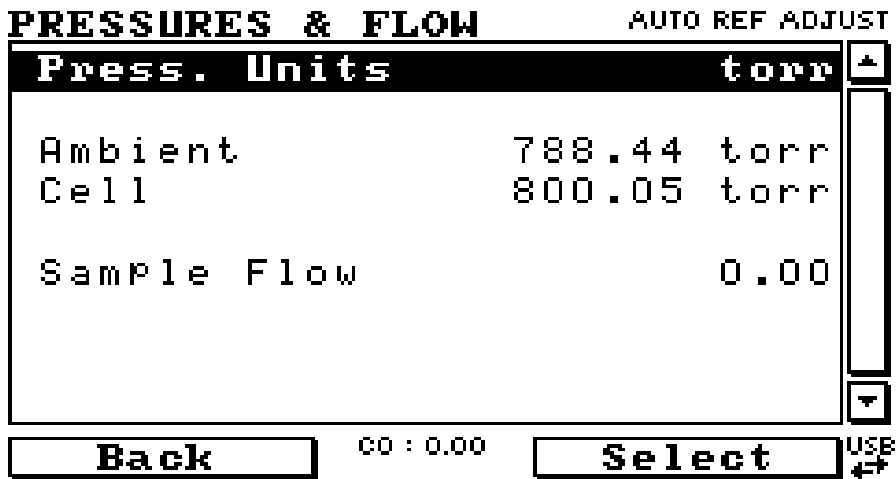 PRESSURES & FLOW AUTO REF ADJUST
Press. Units torr
Ambient 788.44 torr
Cell 800.05 torr
Sample Flow 0.00
Back CO : 0.00 Select USB